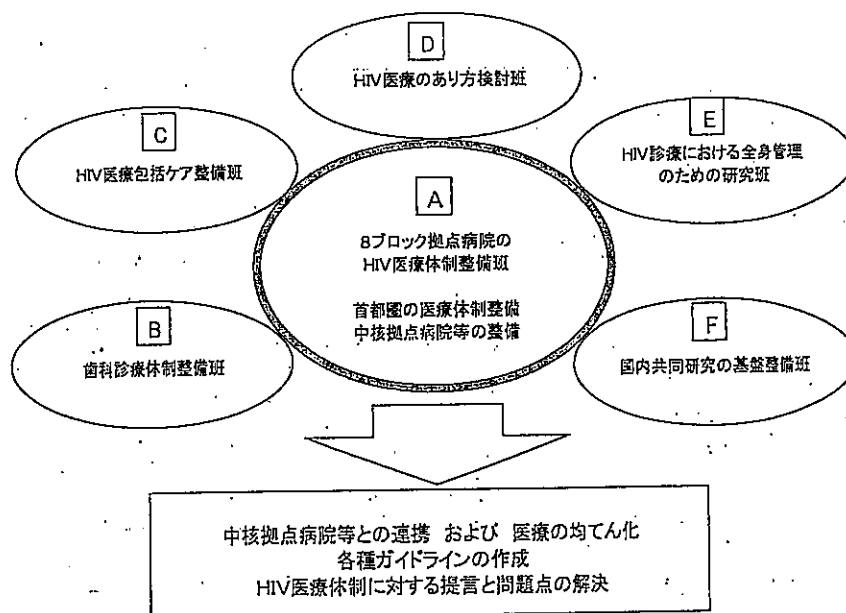 D
HIV医療のあり方検討班
C
HIV医療包括ケア整備班
E
HIV診療における全身管理
のための研究班
A
8ブロック拠点病院の
HIV医療体制整備班
首都圏の医療体制整備
中核拠点病院等の整備
B
歯科診療体制整備班
F
国内共同研究の基盤整備班
中核拠点病院等との連携 および 医療の均てん化
各種ガイドラインの作成
HIV医療体制に対する提言と問題点の解決